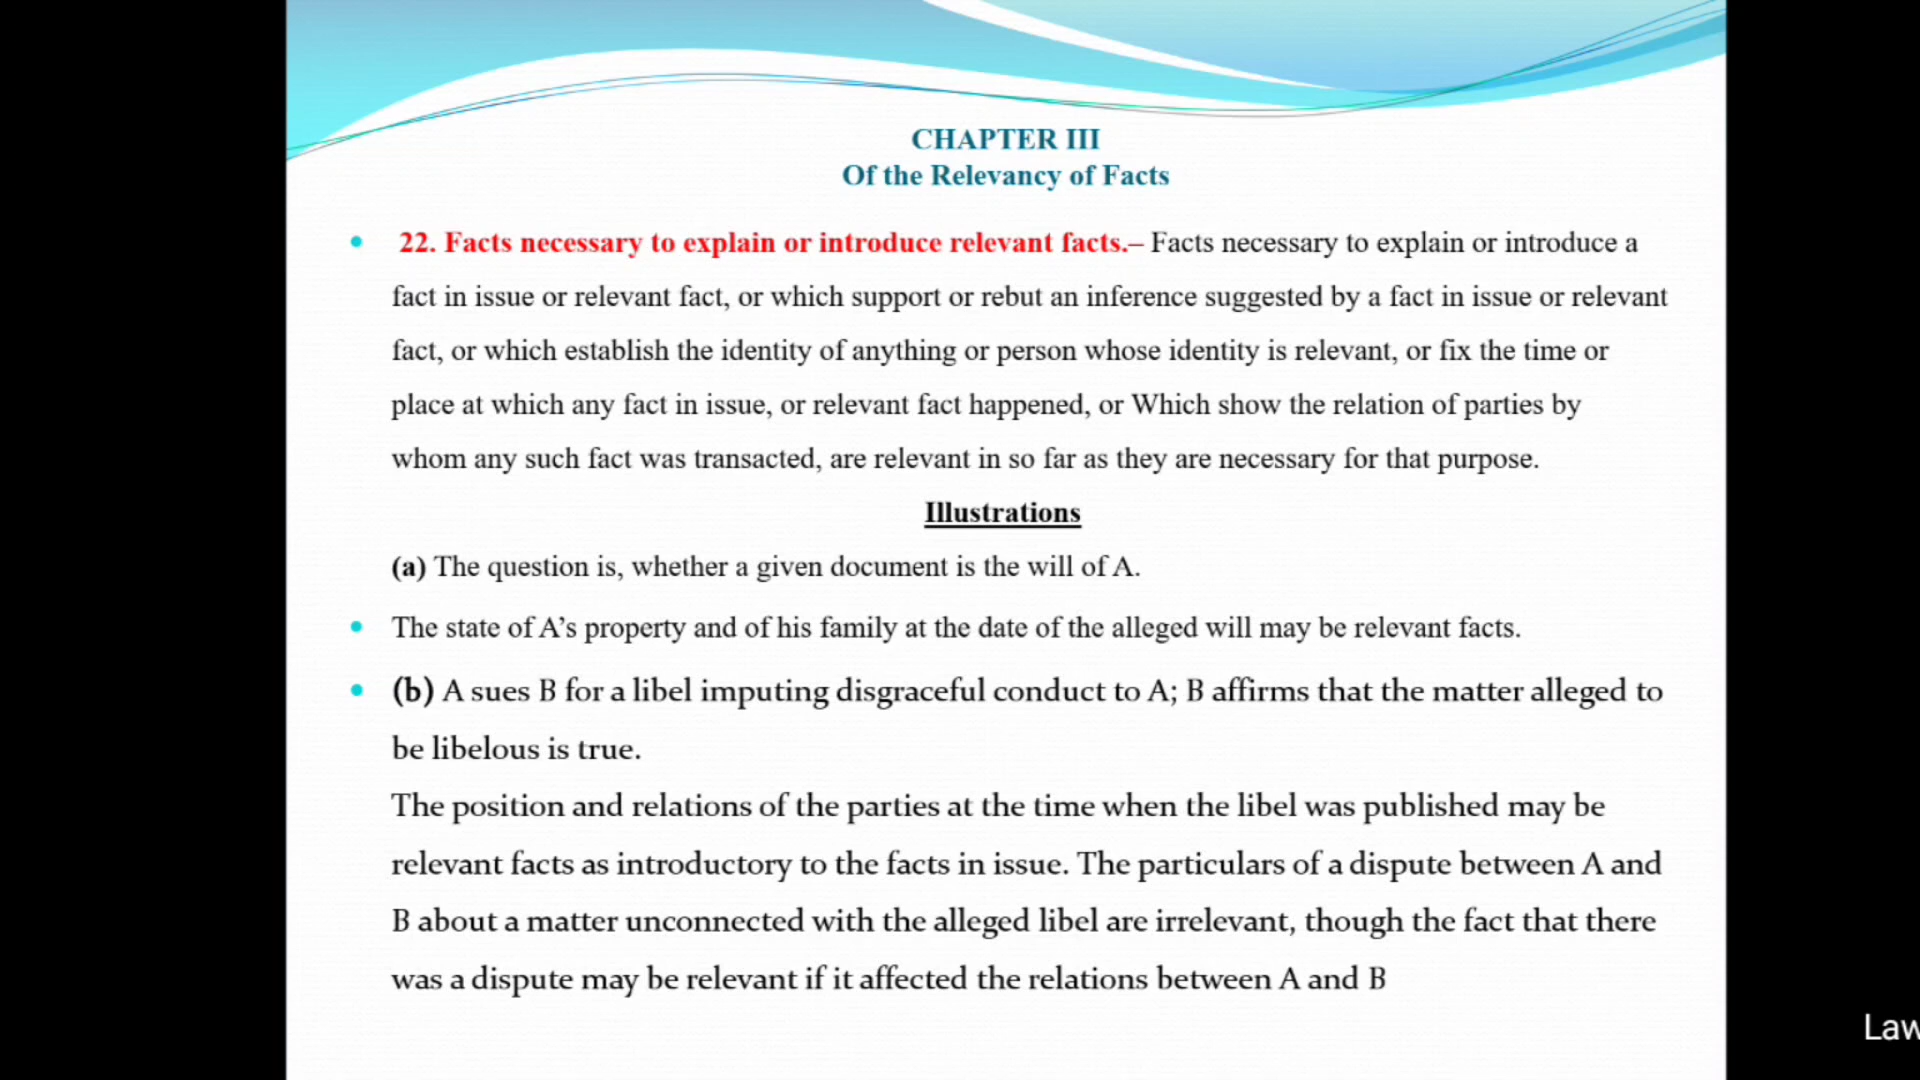 CHAPTER III
Of the Relevancy of Facts
22. Facts necessary to explain or introduce relevant facts.– Facts necessary to explain or introduce a
fact in issue or relevant fact, or which support or rebut an inference suggested by a fact in issue or relevant
fact, or which establish the identity of anything or person whose identity is relevant, or fix the time or
place at which any fact in issue, or relevant fact happened, or Which show the relation of parties by
whom any such fact was transacted, are relevant in so far as they are necessary for that purpose.
Illustrations
(a) The question is, whether a given document is the will of A.
The state of A’s property and of his family at the date of the alleged will may be relevant facts.
(b) A sues B for a libel imputing disgraceful conduct to A; B affirms that the matter alleged to
be libelous is true.
The position and relations of the parties at the time when the libel was published may be
relevant facts as introductory to the facts in issue. The particulars of a dispute between A and
B about a matter unconnected with the alleged libel are irrelevant, though the fact that there
was a dispute may be relevant if it affected the relations between A and B
Law